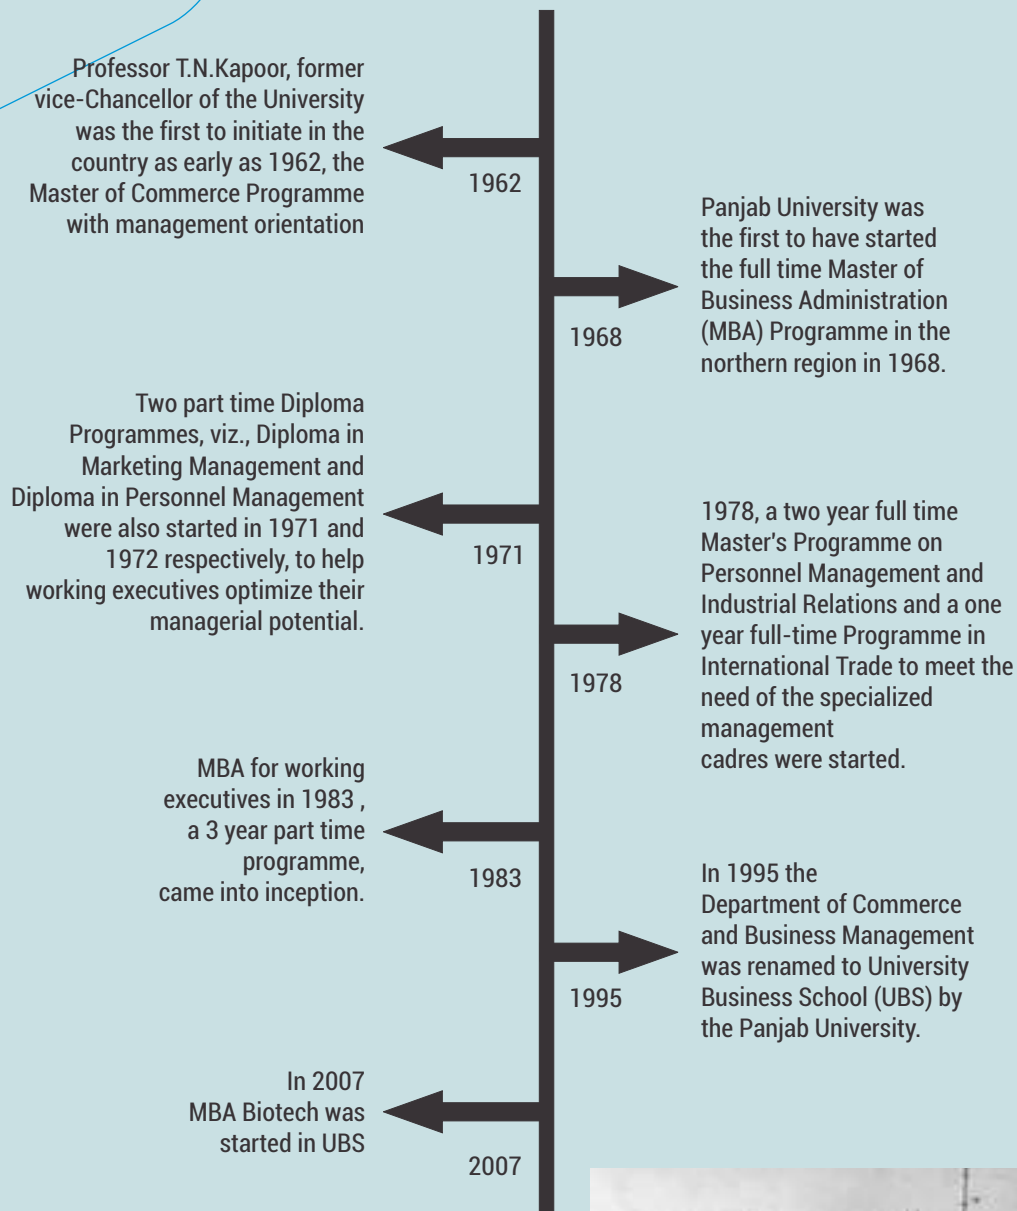 Professor T.N.Kapoor, former
vice-Chancellor of the University
was the first to initiate in the
country as early as 1962, the
Master of Commerce Programme
with management orientation
1962
Panjab University was
the first to have started
the full time Master of
Business Administration
(MBA) Programme in the
northern region in 1968.
1968
Two part time Diploma
Programmes, viz., Diploma in
Marketing Management and
Diploma in Personnel Management
were also started in 1971 and
1972 respectively, to help
working executives optimize their
managerial potential.
1971
1978, a two year full time
Master's Programme on
Personnel Management and
Industrial Relations and a one
year full-time Programme in
International Trade to meet the
need of the specialized
management
cadres were started.
1978
MBA for working
executives in 1983 ,
a 3 year part time
programme,
came into inception.
1983
In 1995 the
Department of Commerce
and Business Management
was renamed to University
Business School (UBS) by
the Panjab University.
1995
In 2007
MBA Biotech was
started in UBS
2007